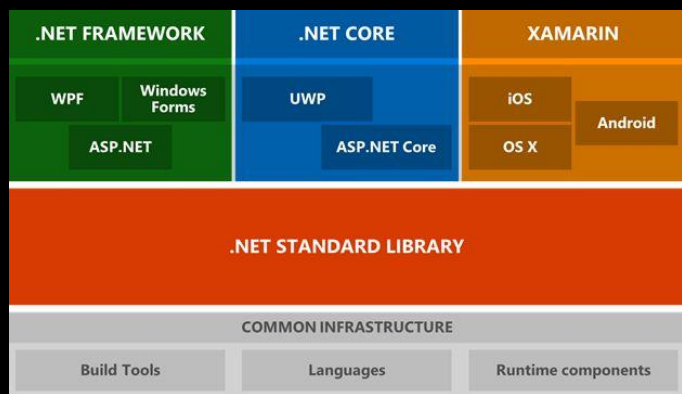 .NET FRAMEWORK
.NET CORE
XAMARIN
WPF
Windows
Forms
ASP.NET
UWP
ASP.NET Core
iOS
Android
OS X
.NET STANDARD LIBRARY
COMMON INFRASTRUCTURE
Build Tools
Languages
Runtime components